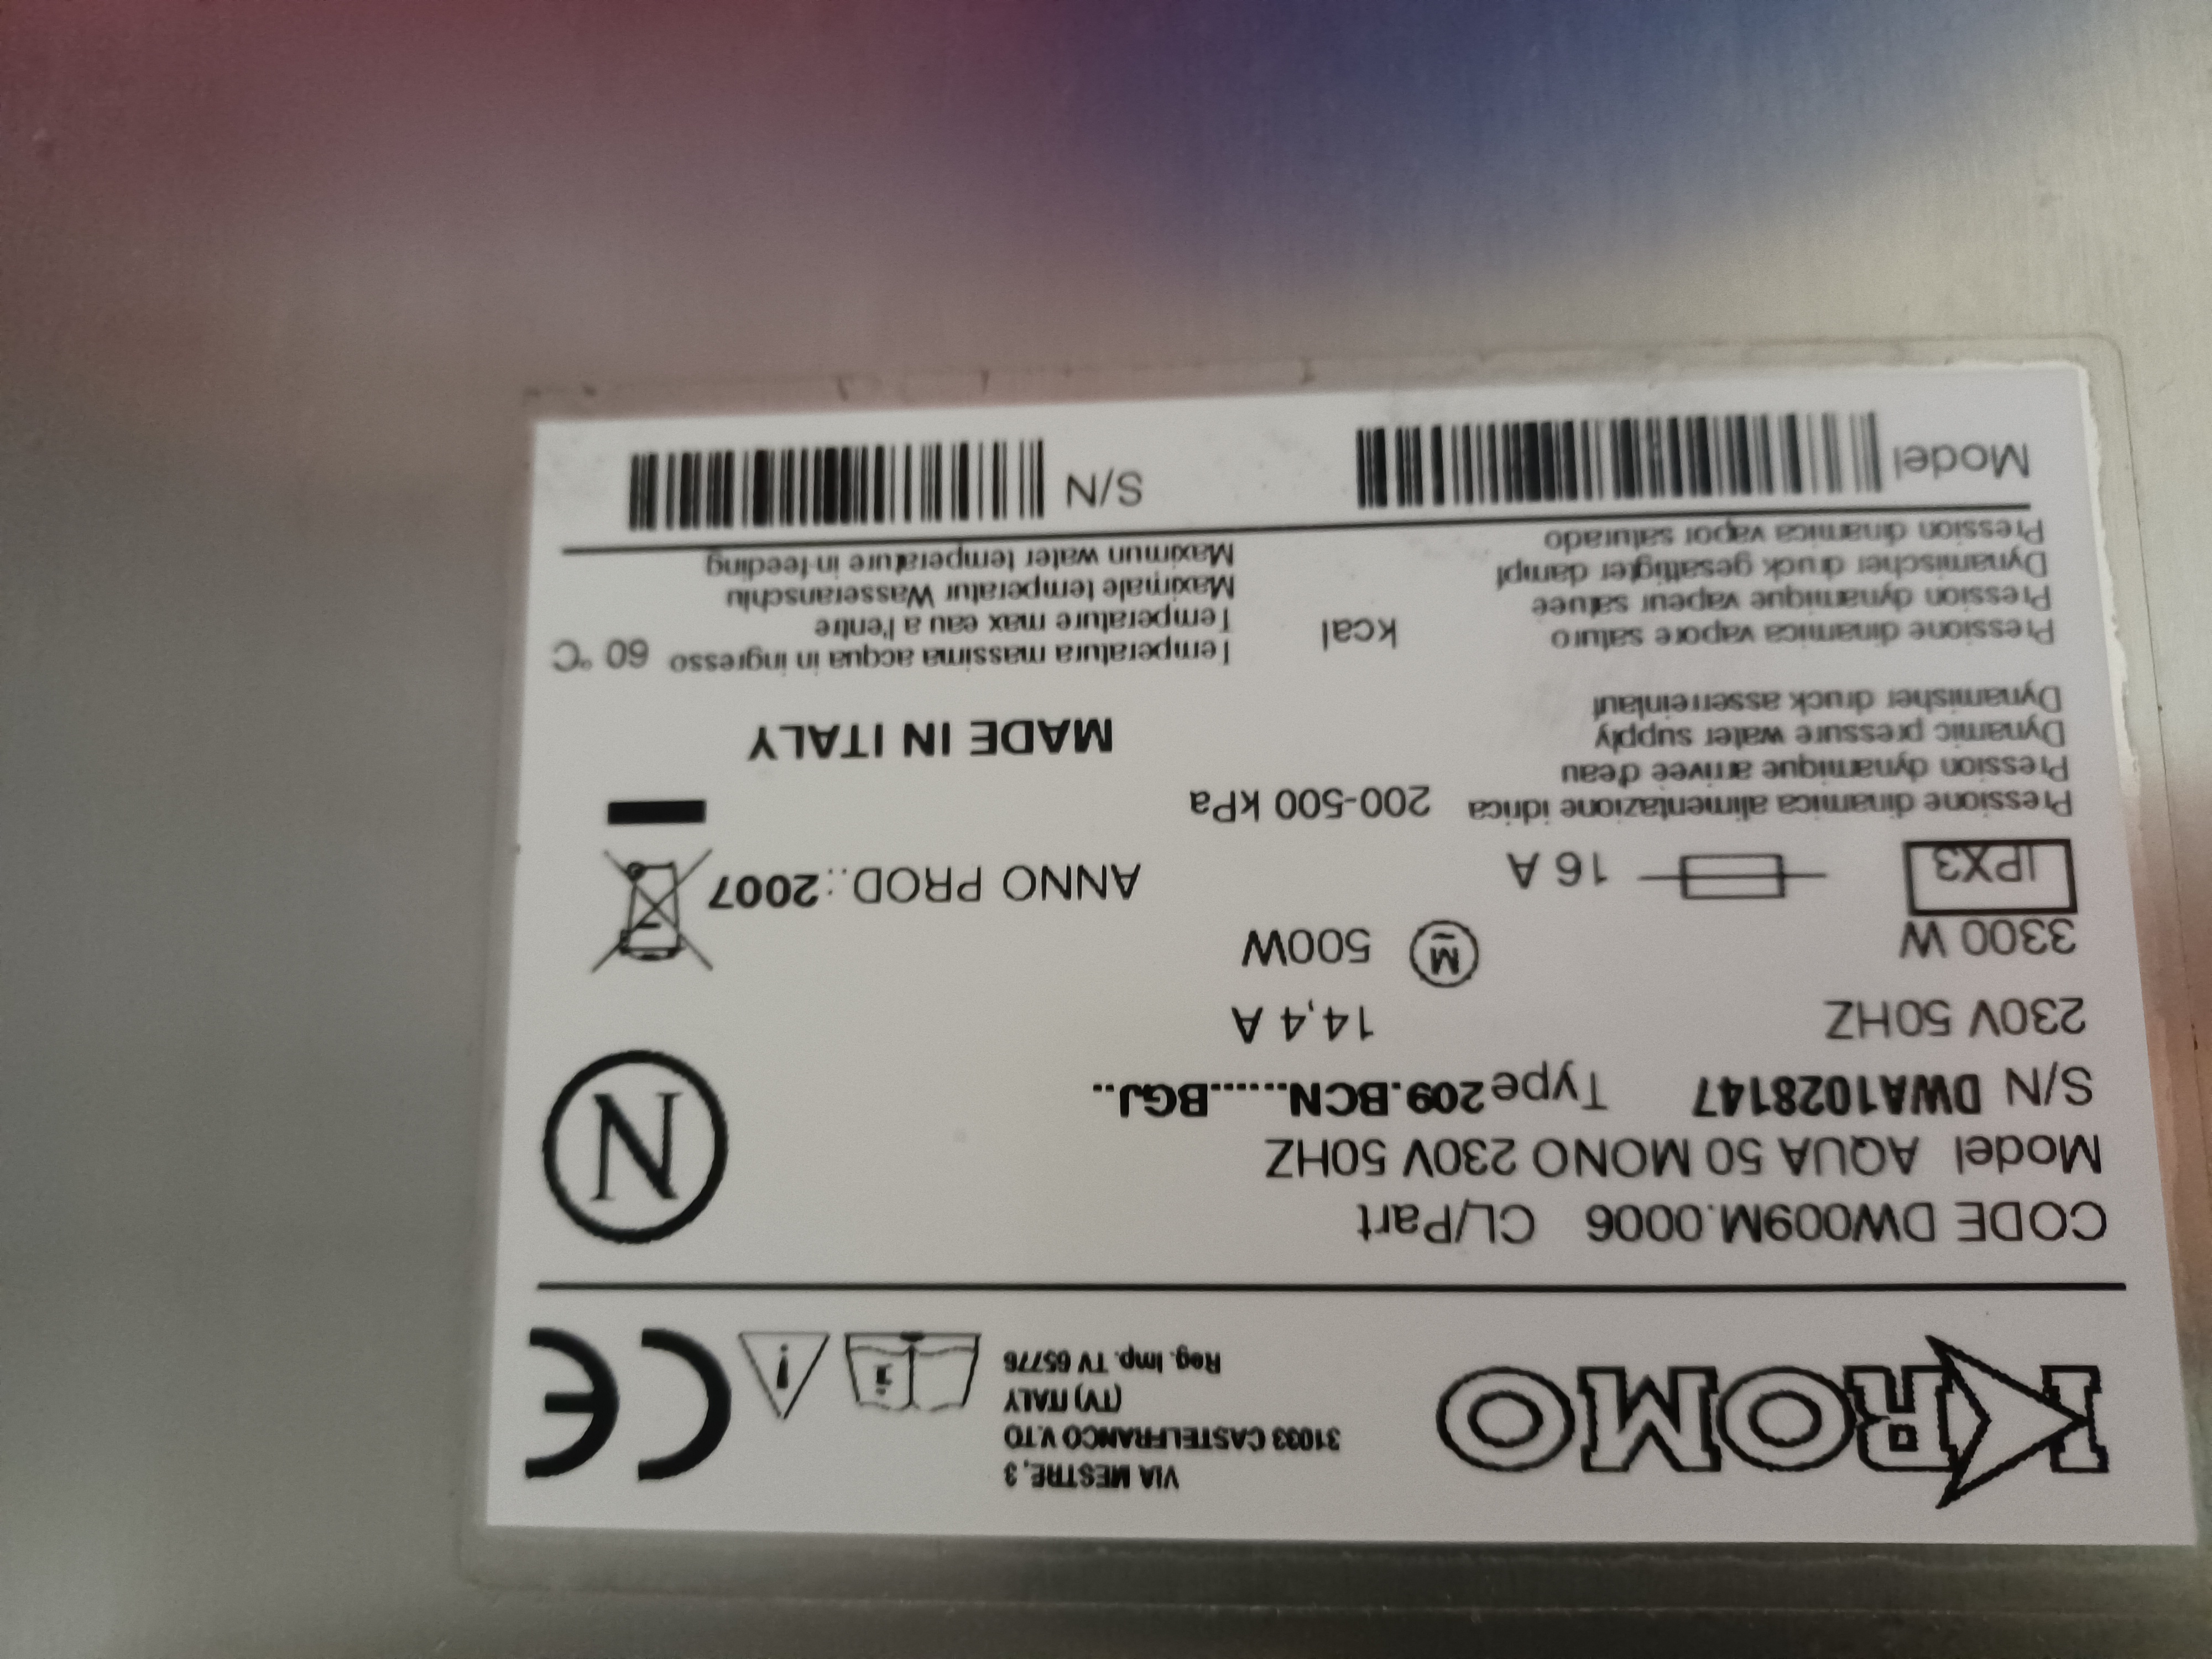 KROMO
VIA MESTRE, 3
31033 CASTELFRANCO V.TO
(TV) ITALY
Reg. Imp. TV 65776
CE
CODE DW009M.0006 CL/Part
Model AQUA 50 MONO 230V 50HZ
S/N DWA1028147 Type 209.BCN.......BGJ..
N
230V 50HZ 14,4 A
3300 W M 500W
IPX3 16 A ANNO PROD.:2007
Pressione dinamica alimentazione idrica 200-500 kPa
Pression dynamique arrivée d'eau
Dynamic pressure water supply
Dynamisher druck asserreinlauf
MADE IN ITALY
Pressione dinamica vapore saturo kcal
Pression dynamique vapeur satuée
Dynamischer druck gesattigter dampf
Pression dinamica vapor saturado
Temperatura massima acqua in ingresso 60 °C
Temperature max eau a l'entre
Maximale temperatur Wasseranschlu
Maximun water temperature in feeding
Model S/N